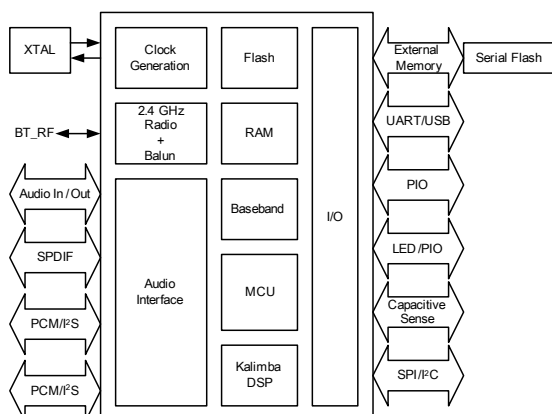 XTAL
Clock
Generation
Flash
External
Memory
Serial Flash
BT_RF
2.4 GHz
Radio
+
Balun
RAM
UART/USB
Audio In / Out
SPDIF
PCM/I²S
PCM/I²S
Audio
Interface
Baseband
MCU
Kalimba
DSP
I/O
PIO
LED/PIO
Capacitive
Sense
SPI/I²C